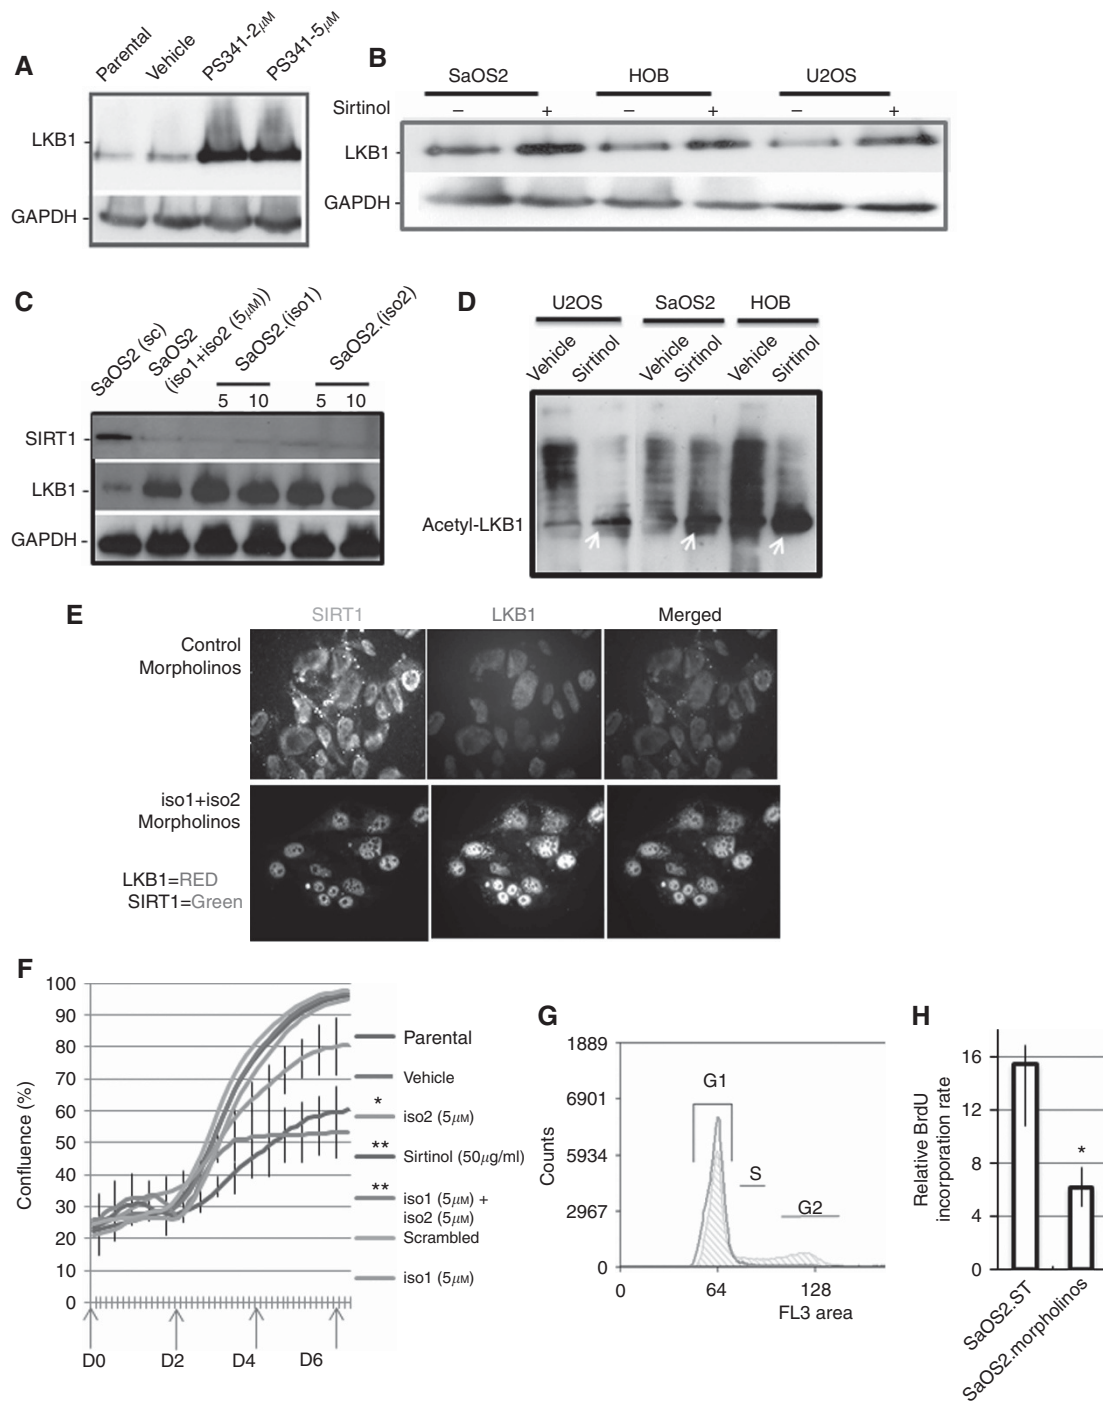 A
Parental
Vehicle
PS341-2μM
PS341-5μM
LKB1
GAPDH
B
SaOS2
HOB
U2OS
Sirtinol
– + – + – +
LKB1
GAPDH
C
SaOS2 (sc)
SaOS2
(iso1+iso2 (5μM))
SaOS2.(iso1)
SaOS2.(iso2)
5 10 5 10
SIRT1
LKB1
GAPDH
D
U2OS
SaOS2
HOB
Vehicle
Sirtinol
Vehicle
Sirtinol
Vehicle
Sirtinol
Acetyl-LKB1
E
SIRT1
LKB1
Merged
Control
Morpholinos
iso1+iso2
Morpholinos
LKB1=RED
SIRT1=Green
F
Confluence (%)
100
90
80
70
60
50
40
30
20
10
0
D0
D2
D4
D6
Parental
Vehicle
*
iso2 (5μM)
**
Sirtinol (50μg/ml)
**
iso1 (5μM) +
iso2 (5μM)
Scrambled
iso1 (5μM)
G
Counts
1889
6901
5934
2967
0
G1
S
G2
0
64
128
FL3 area
H
Relative BrdU
incorporation rate
16
12
8
4
0
*
SaOS2.ST
SaOS2.morpholinos